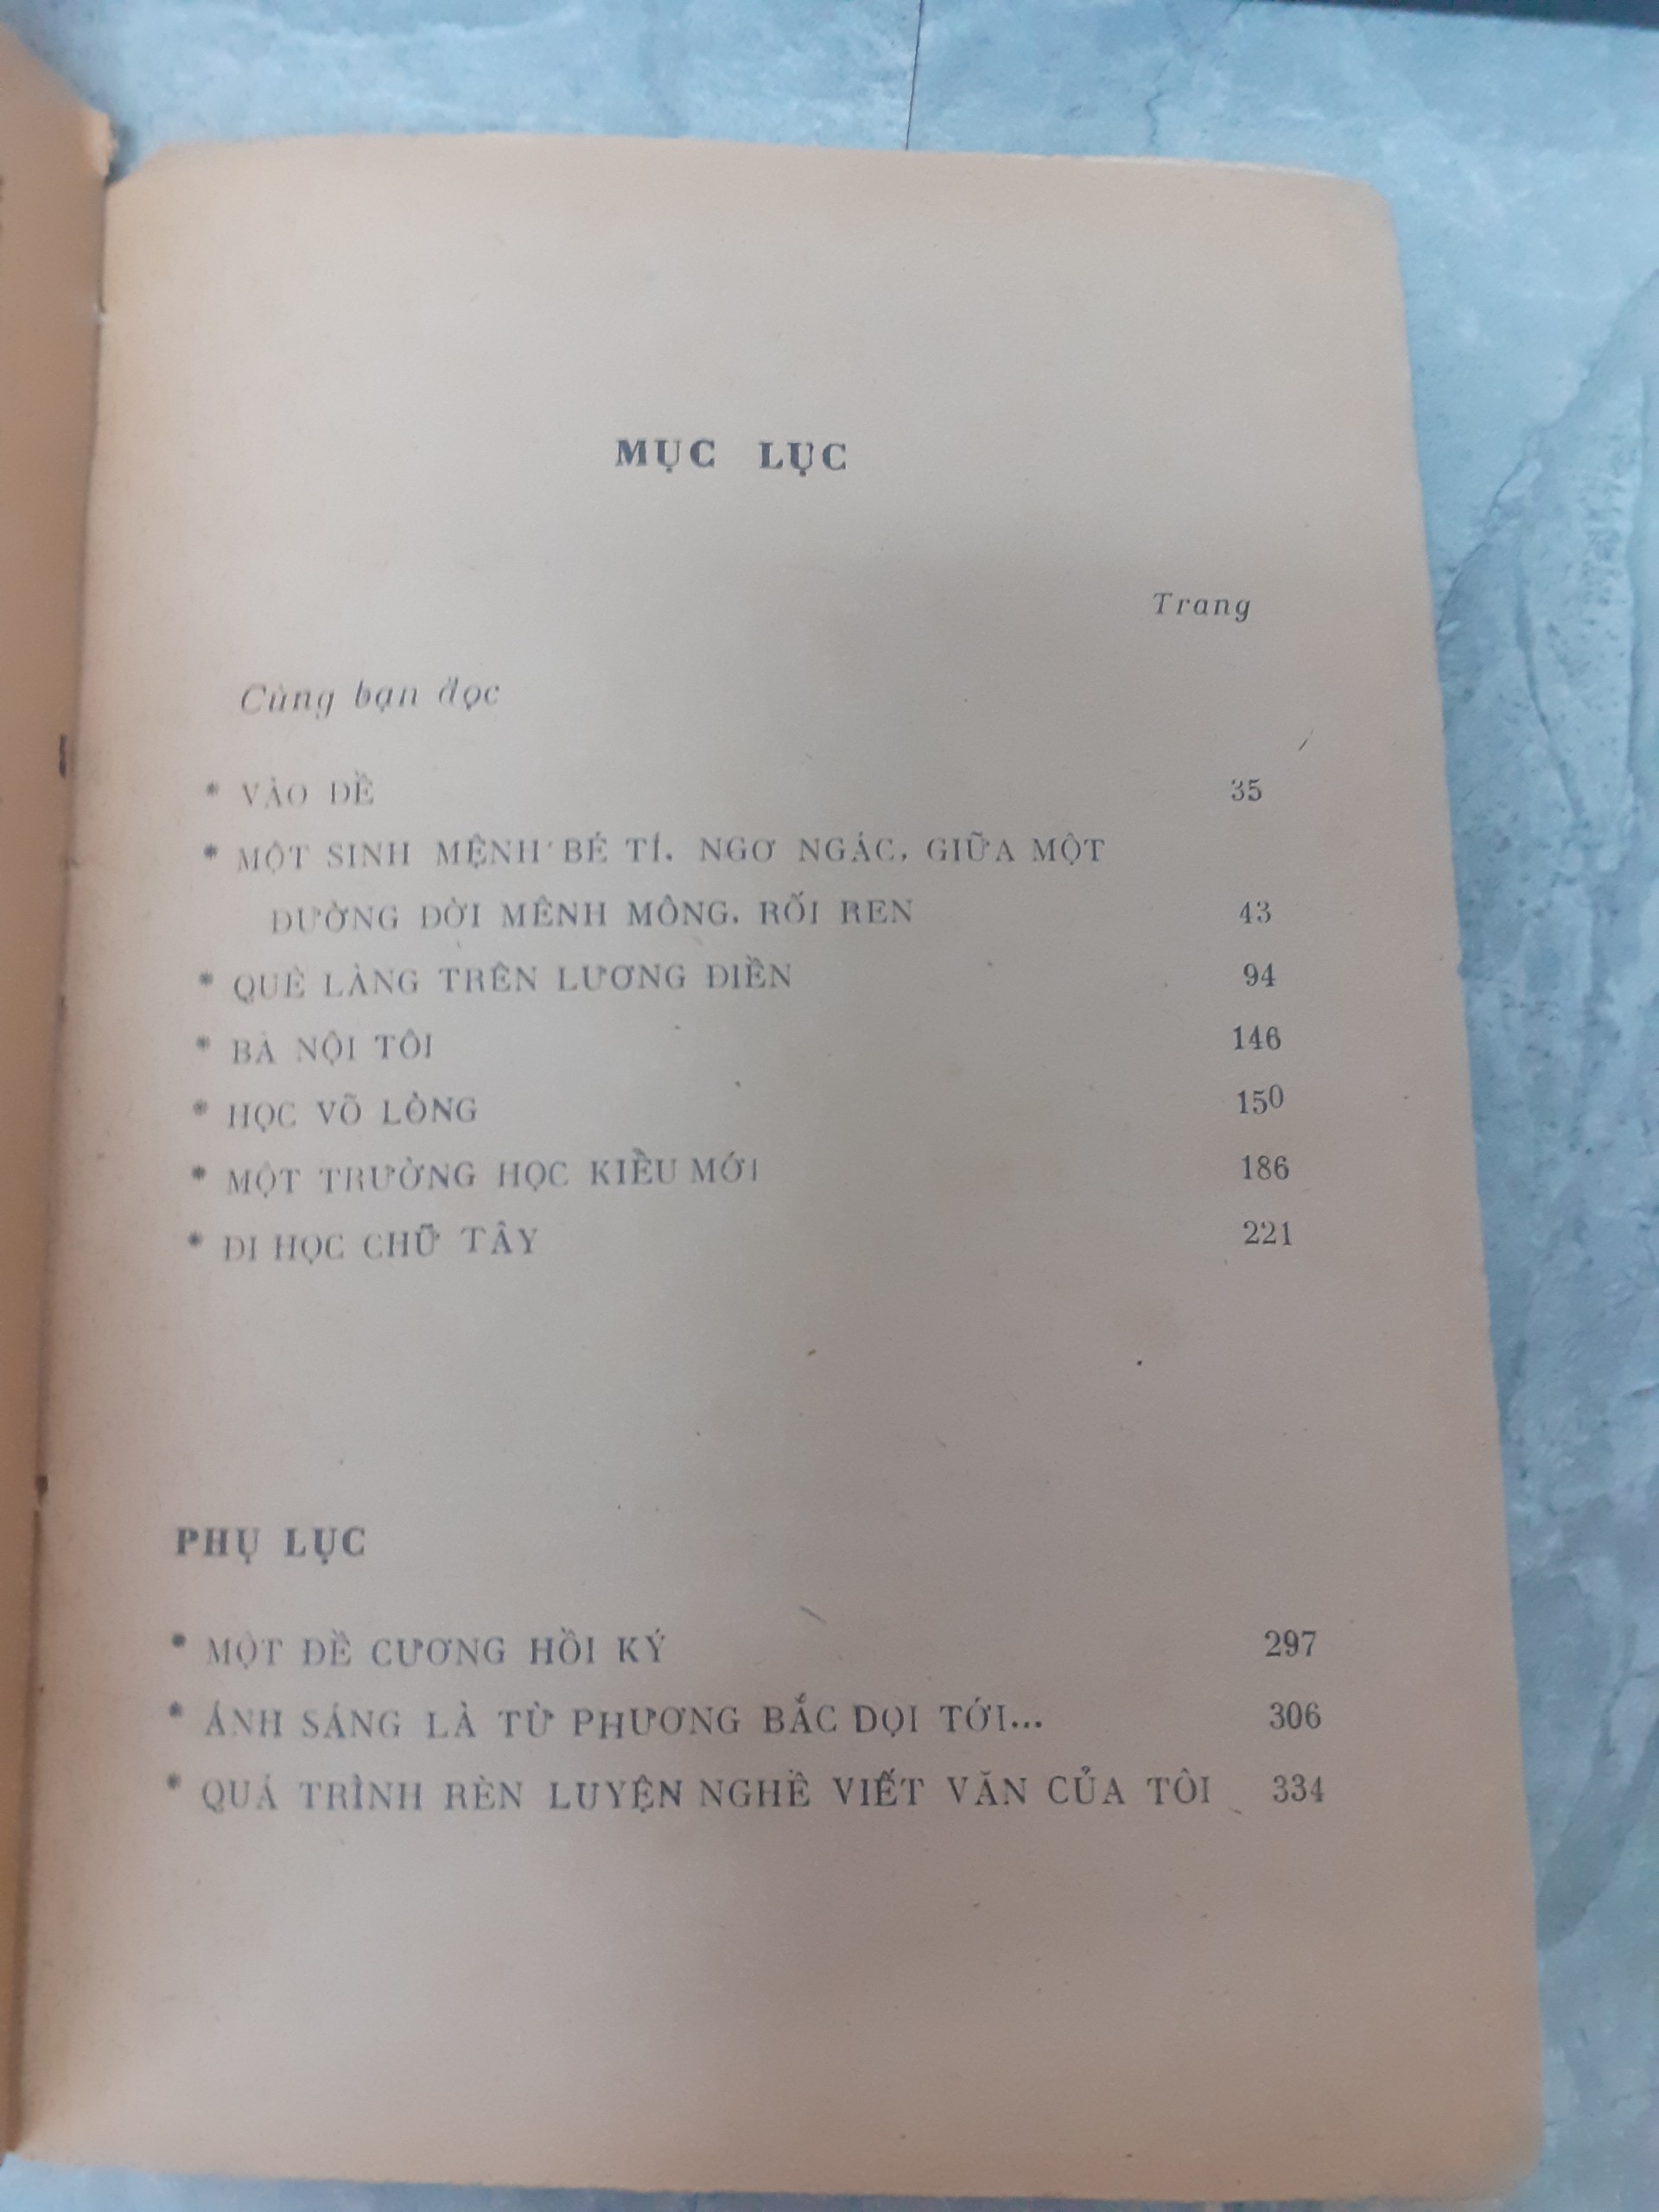 MỤC LỤC
Trang
Cùng bạn đọc
* VÀO ĐỀ 35
* MỘT SINH MỆNH BÉ TÍ, NGƠ NGÁC, GIỮA MỘT
ĐƯỜNG ĐỜI MÊNH MÔNG, RỐI REN 43
* QUÊ LÀNG TRÊN LƯƠNG ĐIỀN 94
* BÀ NỘI TÔI 146
* HỌC VÕ LÒNG 150
* MỘT TRƯỜNG HỌC KIỂU MỚI 186
* ĐI HỌC CHỮ TÂY 221
PHỤ LỤC
* MỘT ĐỀ CƯƠNG HỒI KÝ 297
* ÁNH SÁNG LÀ TỪ PHƯƠNG BẮC DỌI TỚI... 306
* QUÁ TRÌNH RÈN LUYỆN NGHỀ VIẾT VĂN CỦA TÔI 334